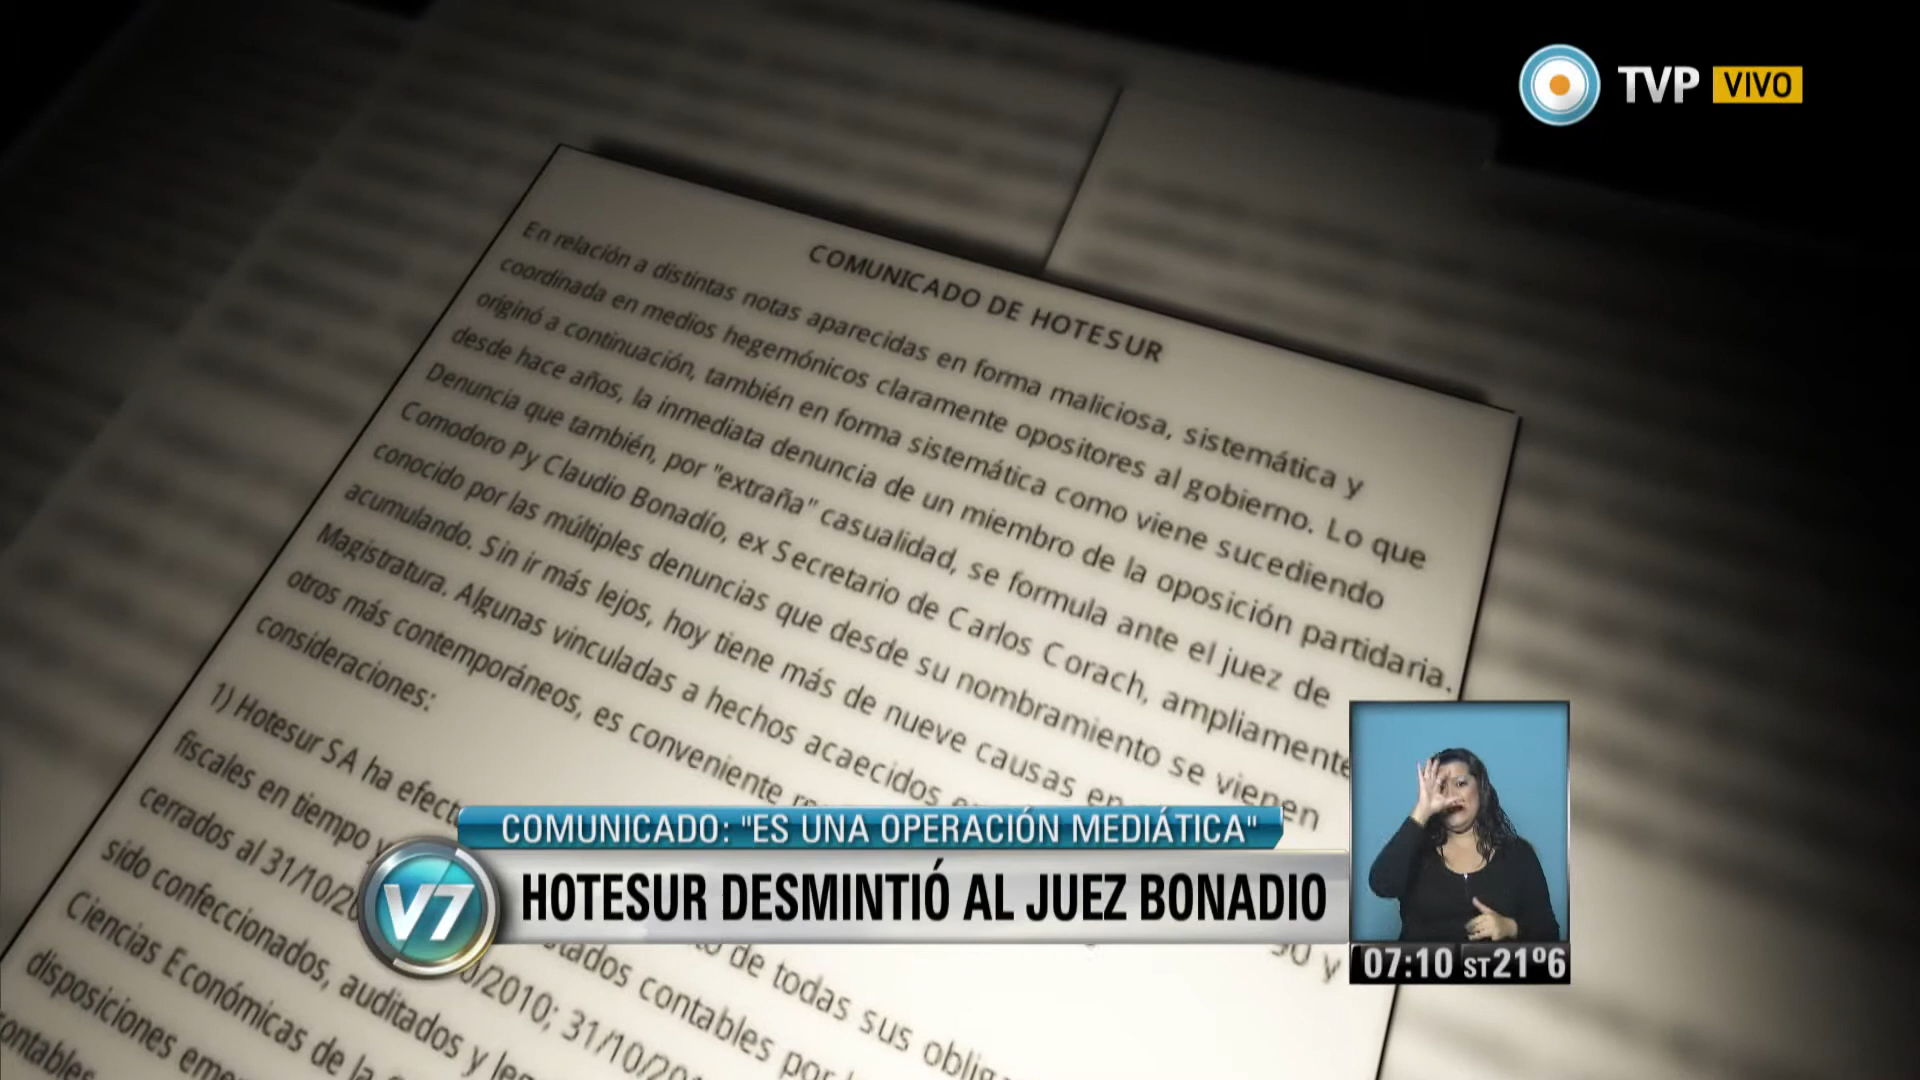 TVP VIVO
COMUNICADO DE HOTESUR
En relación a distintas notas aparecidas en forma maliciosa, sistemática y
coordinada en medios hegemónicos claramente opositores al gobierno. Lo que
originó a continuación, también en forma sistemática como viene sucediendo
desde hace años, la inmediata denuncia de un miembro de la oposición partidaria.
Denuncia que también, por "extraña" casualidad, se formula ante el juez de
Comodoro Py Claudio Bonadío, ex Secretario de Carlos Corach, ampliamente
conocido por las múltiples denuncias que desde su nombramiento se vienen
acumulando. Sin ir más lejos, hoy tiene más de nueve causas en
Magistratura. Algunas vinculadas a hechos acaecidos
90 y
otros más contemporáneos, es conveniente
consideraciones:
1) Hotesur SA ha
de todas sus
fiscales en tiempo y
contables por
cerrados al 31/10/
/2010; 31/10/
sido confeccionados, auditados y
Ciencias Económicas de la
disposiciones
COMUNICADO: "ES UNA OPERACIÓN MEDIÁTICA"
V7
HOTESUR DESMINTIÓ AL JUEZ BONADIO
07:10 ST21º6